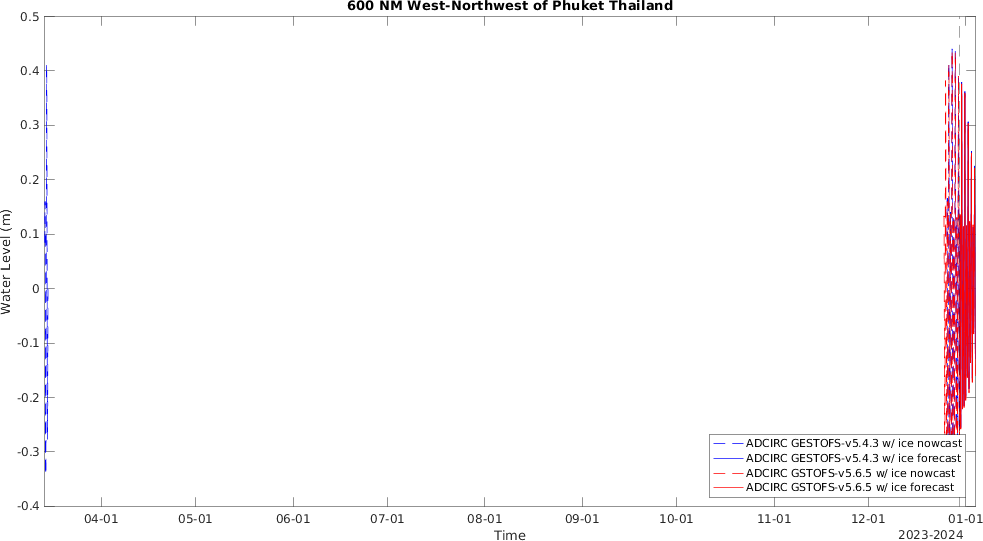 600 NM West-Northwest of Phuket Thailand
Water Level (m)
0.5
0.4
0.3
0.2
0.1
0
-0.1
-0.2
-0.3
-0.4
ADCIRC GESTOFS-v5.4.3 w/ ice nowcast
ADCIRC GESTOFS-v5.4.3 w/ ice forecast
ADCIRC GSTOFS-v5.6.5 w/ ice nowcast
ADCIRC GSTOFS-v5.6.5 w/ ice forecast
04-01 05-01 06-01 07-01 08-01 09-01 10-01 11-01 12-01 01-01
Time
2023-2024